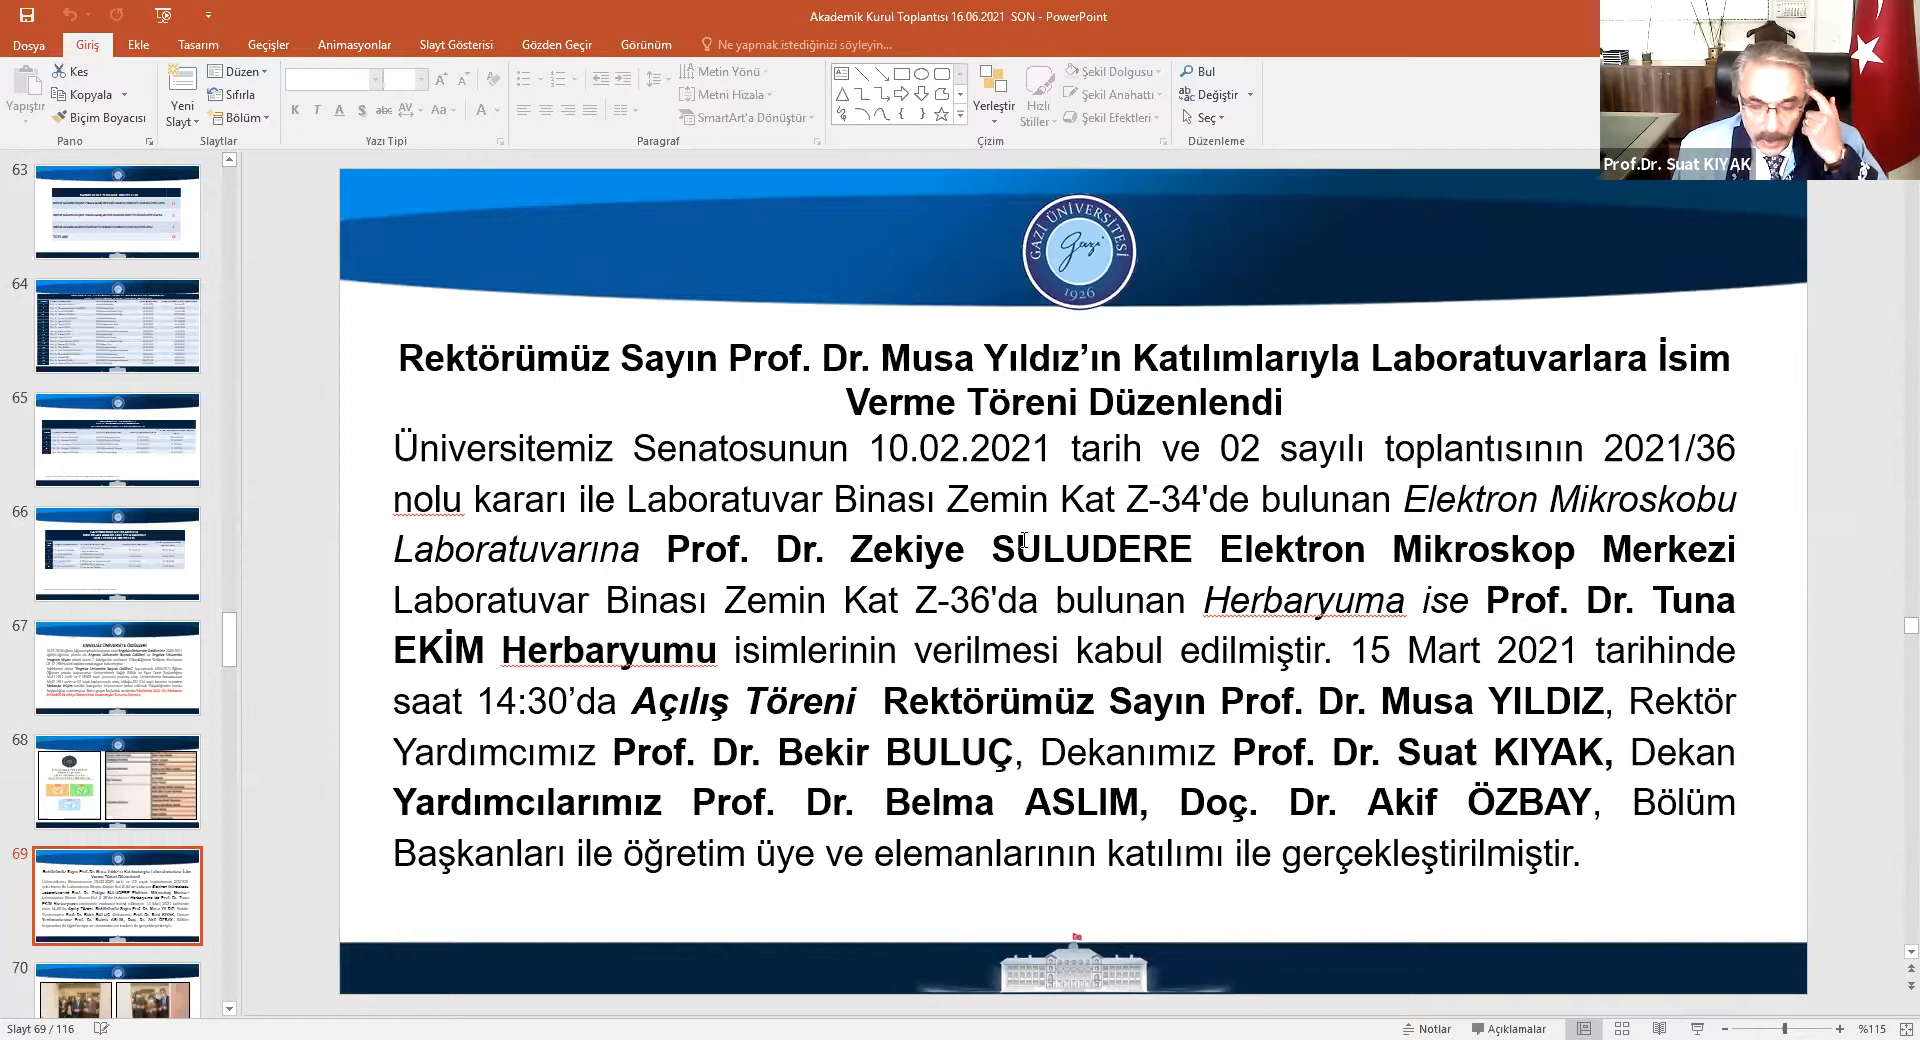 Akademik Kurul Toplantısı 16.06.2021 SON - PowerPoint
Dosya Giriş Ekle Tasarım Geçişler Animasyonlar Slayt Gösterisi Gözden Geçir Görünüm Ne yapmak istediğinizi söyleyin...
Yapıştır
Kes
Kopyala
Biçim Boyacısı
Pano
Yeni
Slayt
Düzen
Sıfırla
Bölüm
Slaytlar
K T A S abc AV Aa A
Yazı Tipi
Metin Yönü
Metni Hizala
SmartArt'a Dönüştür
Paragraf
Yerleştir
Hızlı
Stiller
Şekil Dolgusu
Şekil Anahattı
Şekil Efektleri
Çizim
Bul
Değiştir
Seç
Düzenleme
Prof.Dr. Suat KIYAK
63
64
65
66
67
68
69
70
GAZİ ÜNİVERSİTESİ
gazi
1926
Rektörümüz Sayın Prof. Dr. Musa Yıldız’ın Katılımlarıyla Laboratuvarlara İsim
Verme Töreni Düzenlendi
Üniversitemiz Senatosunun 10.02.2021 tarih ve 02 sayılı toplantısının 2021/36
nolu kararı ile Laboratuvar Binası Zemin Kat Z-34'de bulunan Elektron Mikroskobu
Laboratuvarına Prof. Dr. Zekiye SULUDERE Elektron Mikroskop Merkezi
Laboratuvar Binası Zemin Kat Z-36'da bulunan Herbaryuma ise Prof. Dr. Tuna
EKİM Herbaryumu isimlerinin verilmesi kabul edilmiştir. 15 Mart 2021 tarihinde
saat 14:30’da Açılış Töreni Rektörümüz Sayın Prof. Dr. Musa YILDIZ, Rektör
Yardımcımız Prof. Dr. Bekir BULUÇ, Dekanımız Prof. Dr. Suat KIYAK, Dekan
Yardımcılarımız Prof. Dr. Belma ASLIM, Doç. Dr. Akif ÖZBAY, Bölüm
Başkanları ile öğretim üye ve elemanlarının katılımı ile gerçekleştirilmiştir.
Slayt 69 / 116
Notlar
Açıklamalar
%115